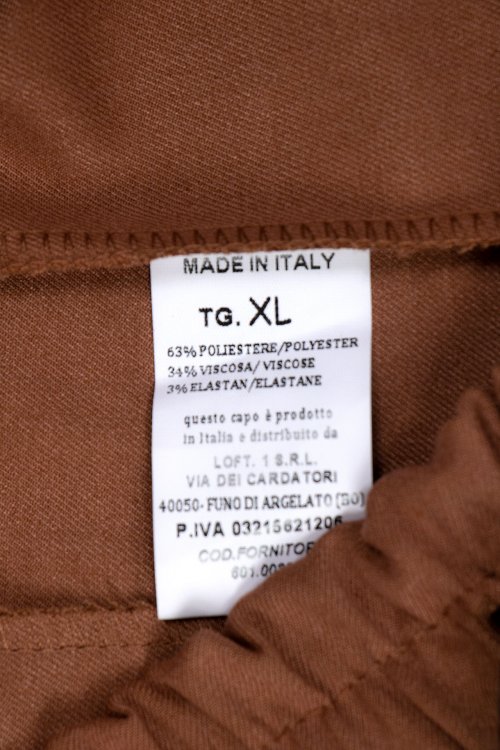 MADE IN ITALY
TG. XL
63% POLIESTERE/POLYESTER
34% VISCOSA/ VISCOSE
3% ELASTAN/ELASTANE
questo capo è prodotto
in Italia e distribuito da
LOFT. 1 S.R.L.
VIA DEI CARDATORI
40050- FUNO DI ARGELATO (BO)
P.IVA 03215621206
COD.FORNITOR